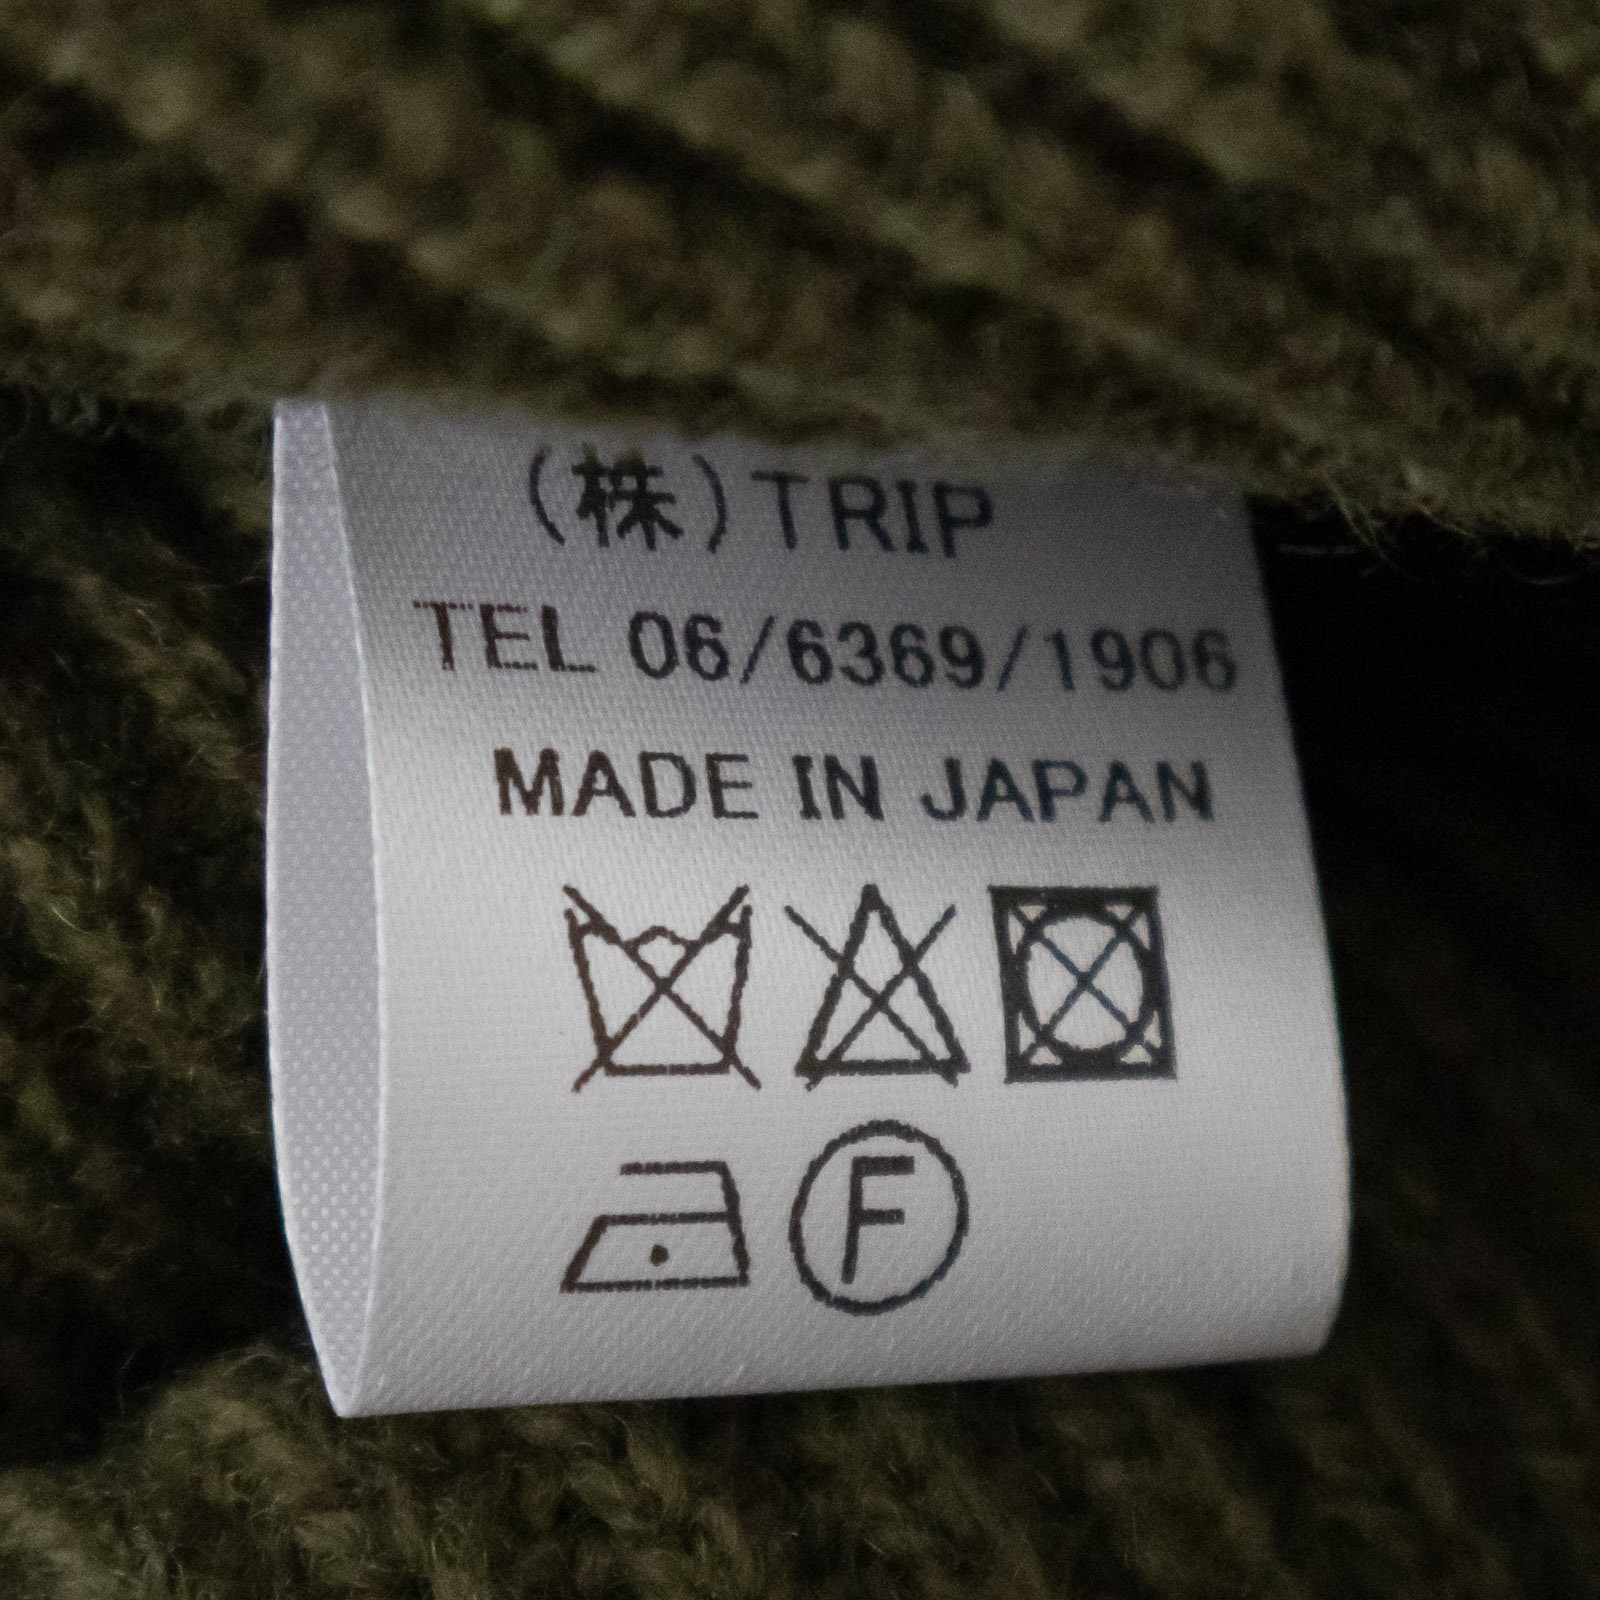 (株)TRIP
TEL 06/6369/1906
MADE IN JAPAN
F